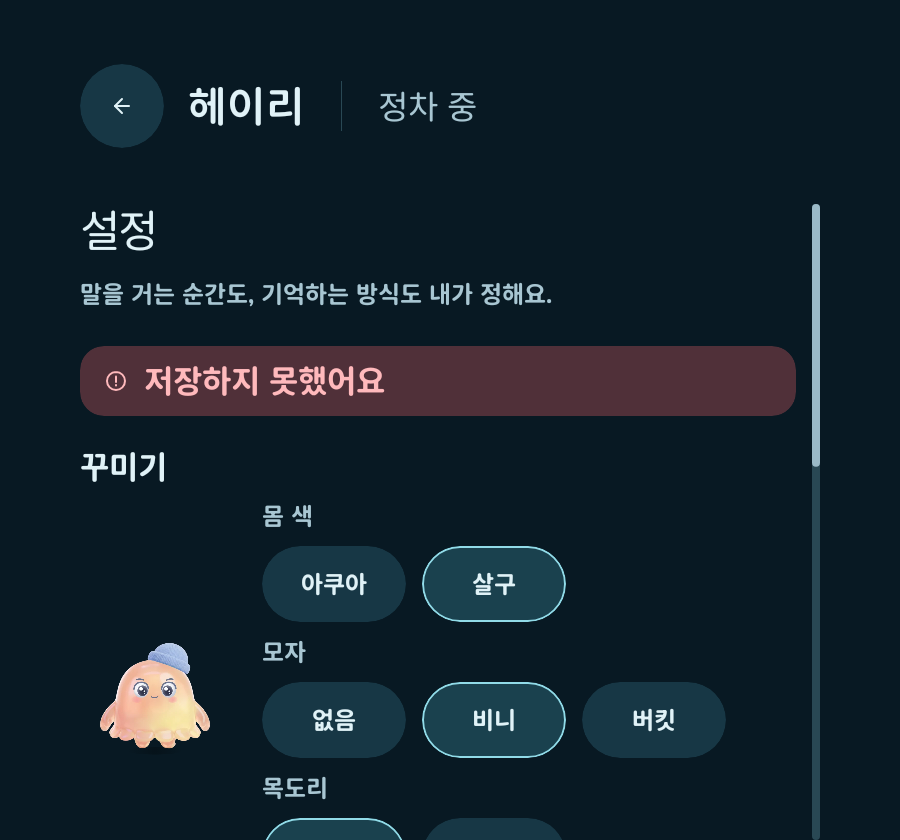 헤이리
정차 중
설정
말을 거는 순간도, 기억하는 방식도 내가 정해요.
저장하지 못했어요
꾸미기
몸 색
아쿠아 살구
모자
없음 비니 버킷
목도리